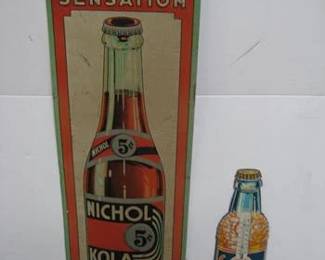 SENSATION
NICHOL 5¢
NICHOL
5¢
KOLA